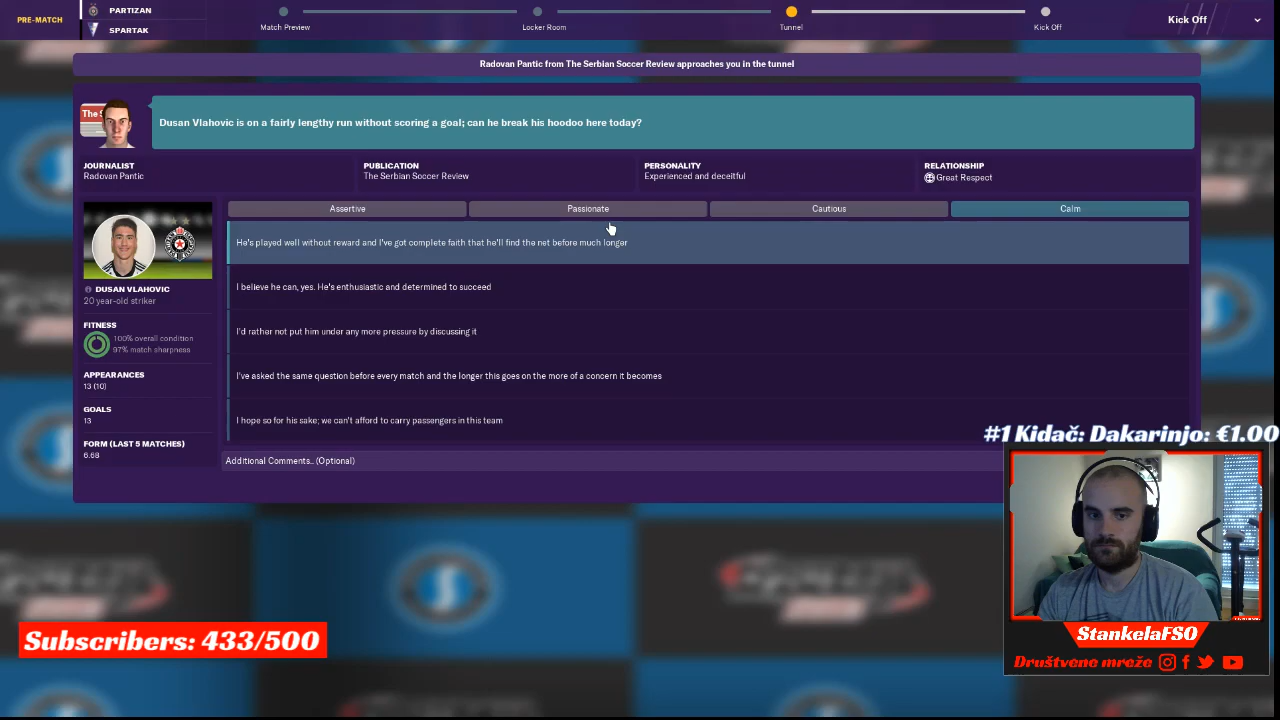 PRE-MATCH
PARTIZAN
SPARTAK
Match Preview
Locker Room
Tunnel
Kick Off
Kick Off
Radovan Pantic from The Serbian Soccer Review approaches you in the tunnel
The S
Dusan Vlahovic is on a fairly lengthy run without scoring a goal; can he break his hoodoo here today?
JOURNALIST
Radovan Pantic
PUBLICATION
The Serbian Soccer Review
PERSONALITY
Experienced and deceitful
RELATIONSHIP
Great Respect
Assertive
Passionate
Cautious
Calm
He's played well without reward and I've got complete faith that he'll find the net before much longer
I believe he can, yes. He's enthusiastic and determined to succeed
I'd rather not put him under any more pressure by discussing it
I've asked the same question before every match and the longer this goes on the more of a concern it becomes
I hope so for his sake; we can't afford to carry passengers in this team
Additional Comments.. (Optional)
DUSAN VLAHOVIC
20 year-old striker
FITNESS
100% overall condition
97% match sharpness
APPEARANCES
13 (10)
GOALS
13
FORM (LAST 5 MATCHES)
6.68
#1 Kidač: Dakarinjo: €1.00
Subscribers: 433/500
StankelaFSO
Društvene mreže